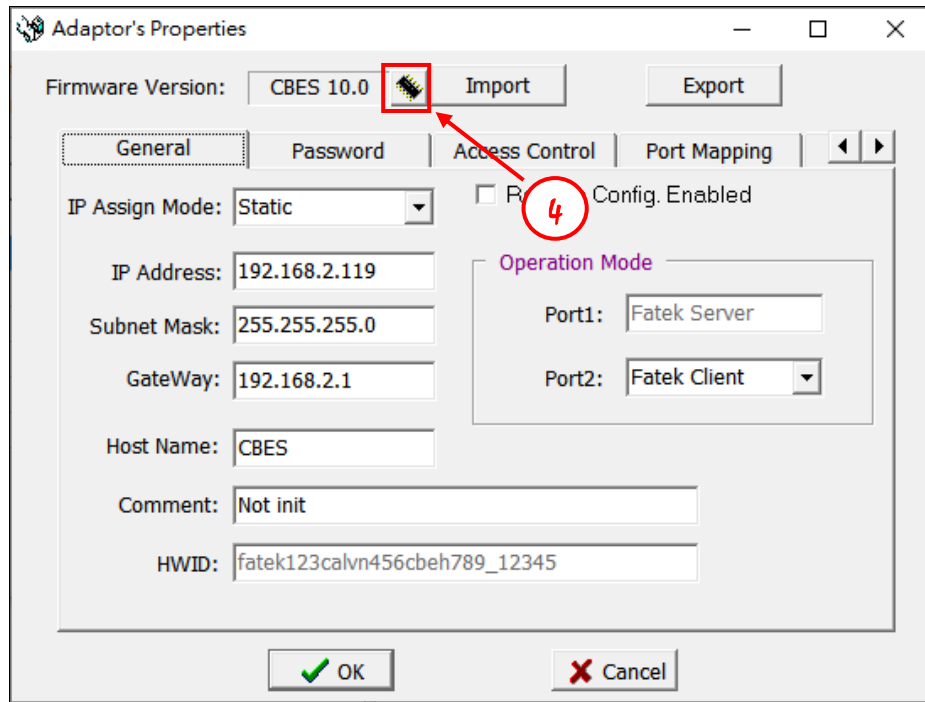 Adaptor's Properties
Firmware Version: CBES 10.0 Import Export
General Password Access Control Port Mapping
IP Assign Mode: Static
Config. Enabled
4
IP Address: 192.168.2.119
Operation Mode
Port1: Fatek Server
Subnet Mask: 255.255.255.0
GateWay: 192.168.2.1
Port2: Fatek Client
Host Name: CBES
Comment: Not init
HWID: fatek123calvn456cbeh789_12345
OK Cancel